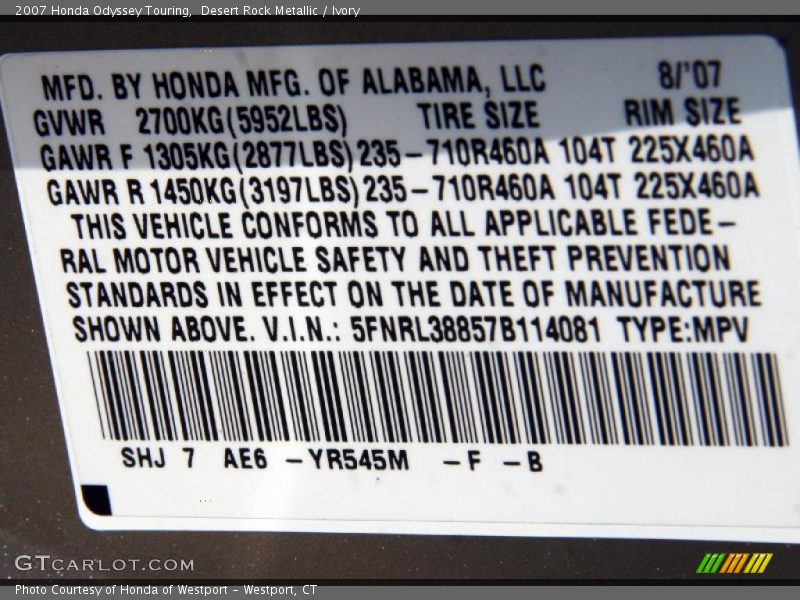 2007 Honda Odyssey Touring,  Desert Rock Metallic / Ivory
MFD. BY HONDA MFG. OF ALABAMA, LLC 8/'07
GVWR 2700KG(5952LBS) TIRE SIZE RIM SIZE
GAWR F 1305KG(2877LBS) 235-710R460A 104T 225X460A
GAWR R 1450KG(3197LBS) 235-710R460A 104T 225X460A
THIS VEHICLE CONFORMS TO ALL APPLICABLE FEDE-
RAL MOTOR VEHICLE SAFETY AND THEFT PREVENTION
STANDARDS IN EFFECT ON THE DATE OF MANUFACTURE
SHOWN ABOVE. V.I.N.: 5FNRL38857B114081 TYPE:MPV
SHJ 7 AE6 -YR545M -F -B
GTCARLOT.COM
Photo Courtesy of Honda of Westport - Westport, CT